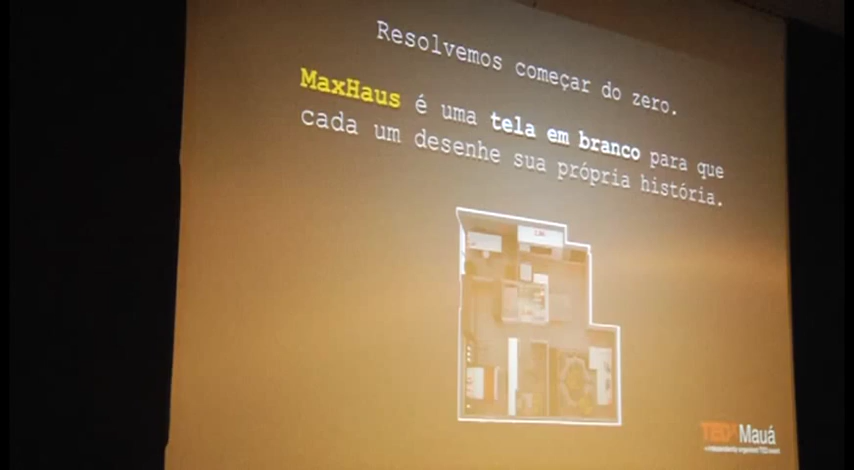 Resolvemos começar do zero.
MaxHaus é uma tela em branco para que
cada um desenhe sua própria história.
TEDxMauá